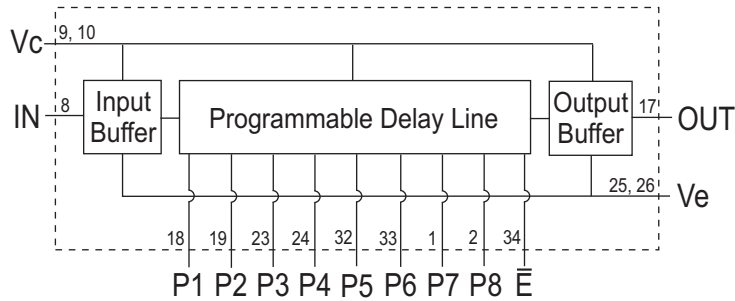 Vc 9, 10
IN 8 Input Buffer Programmable Delay Line Output Buffer 17 OUT
25, 26 Ve
18 19 23 24 32 33 1 2 34
P1 P2 P3 P4 P5 P6 P7 P8 E̅